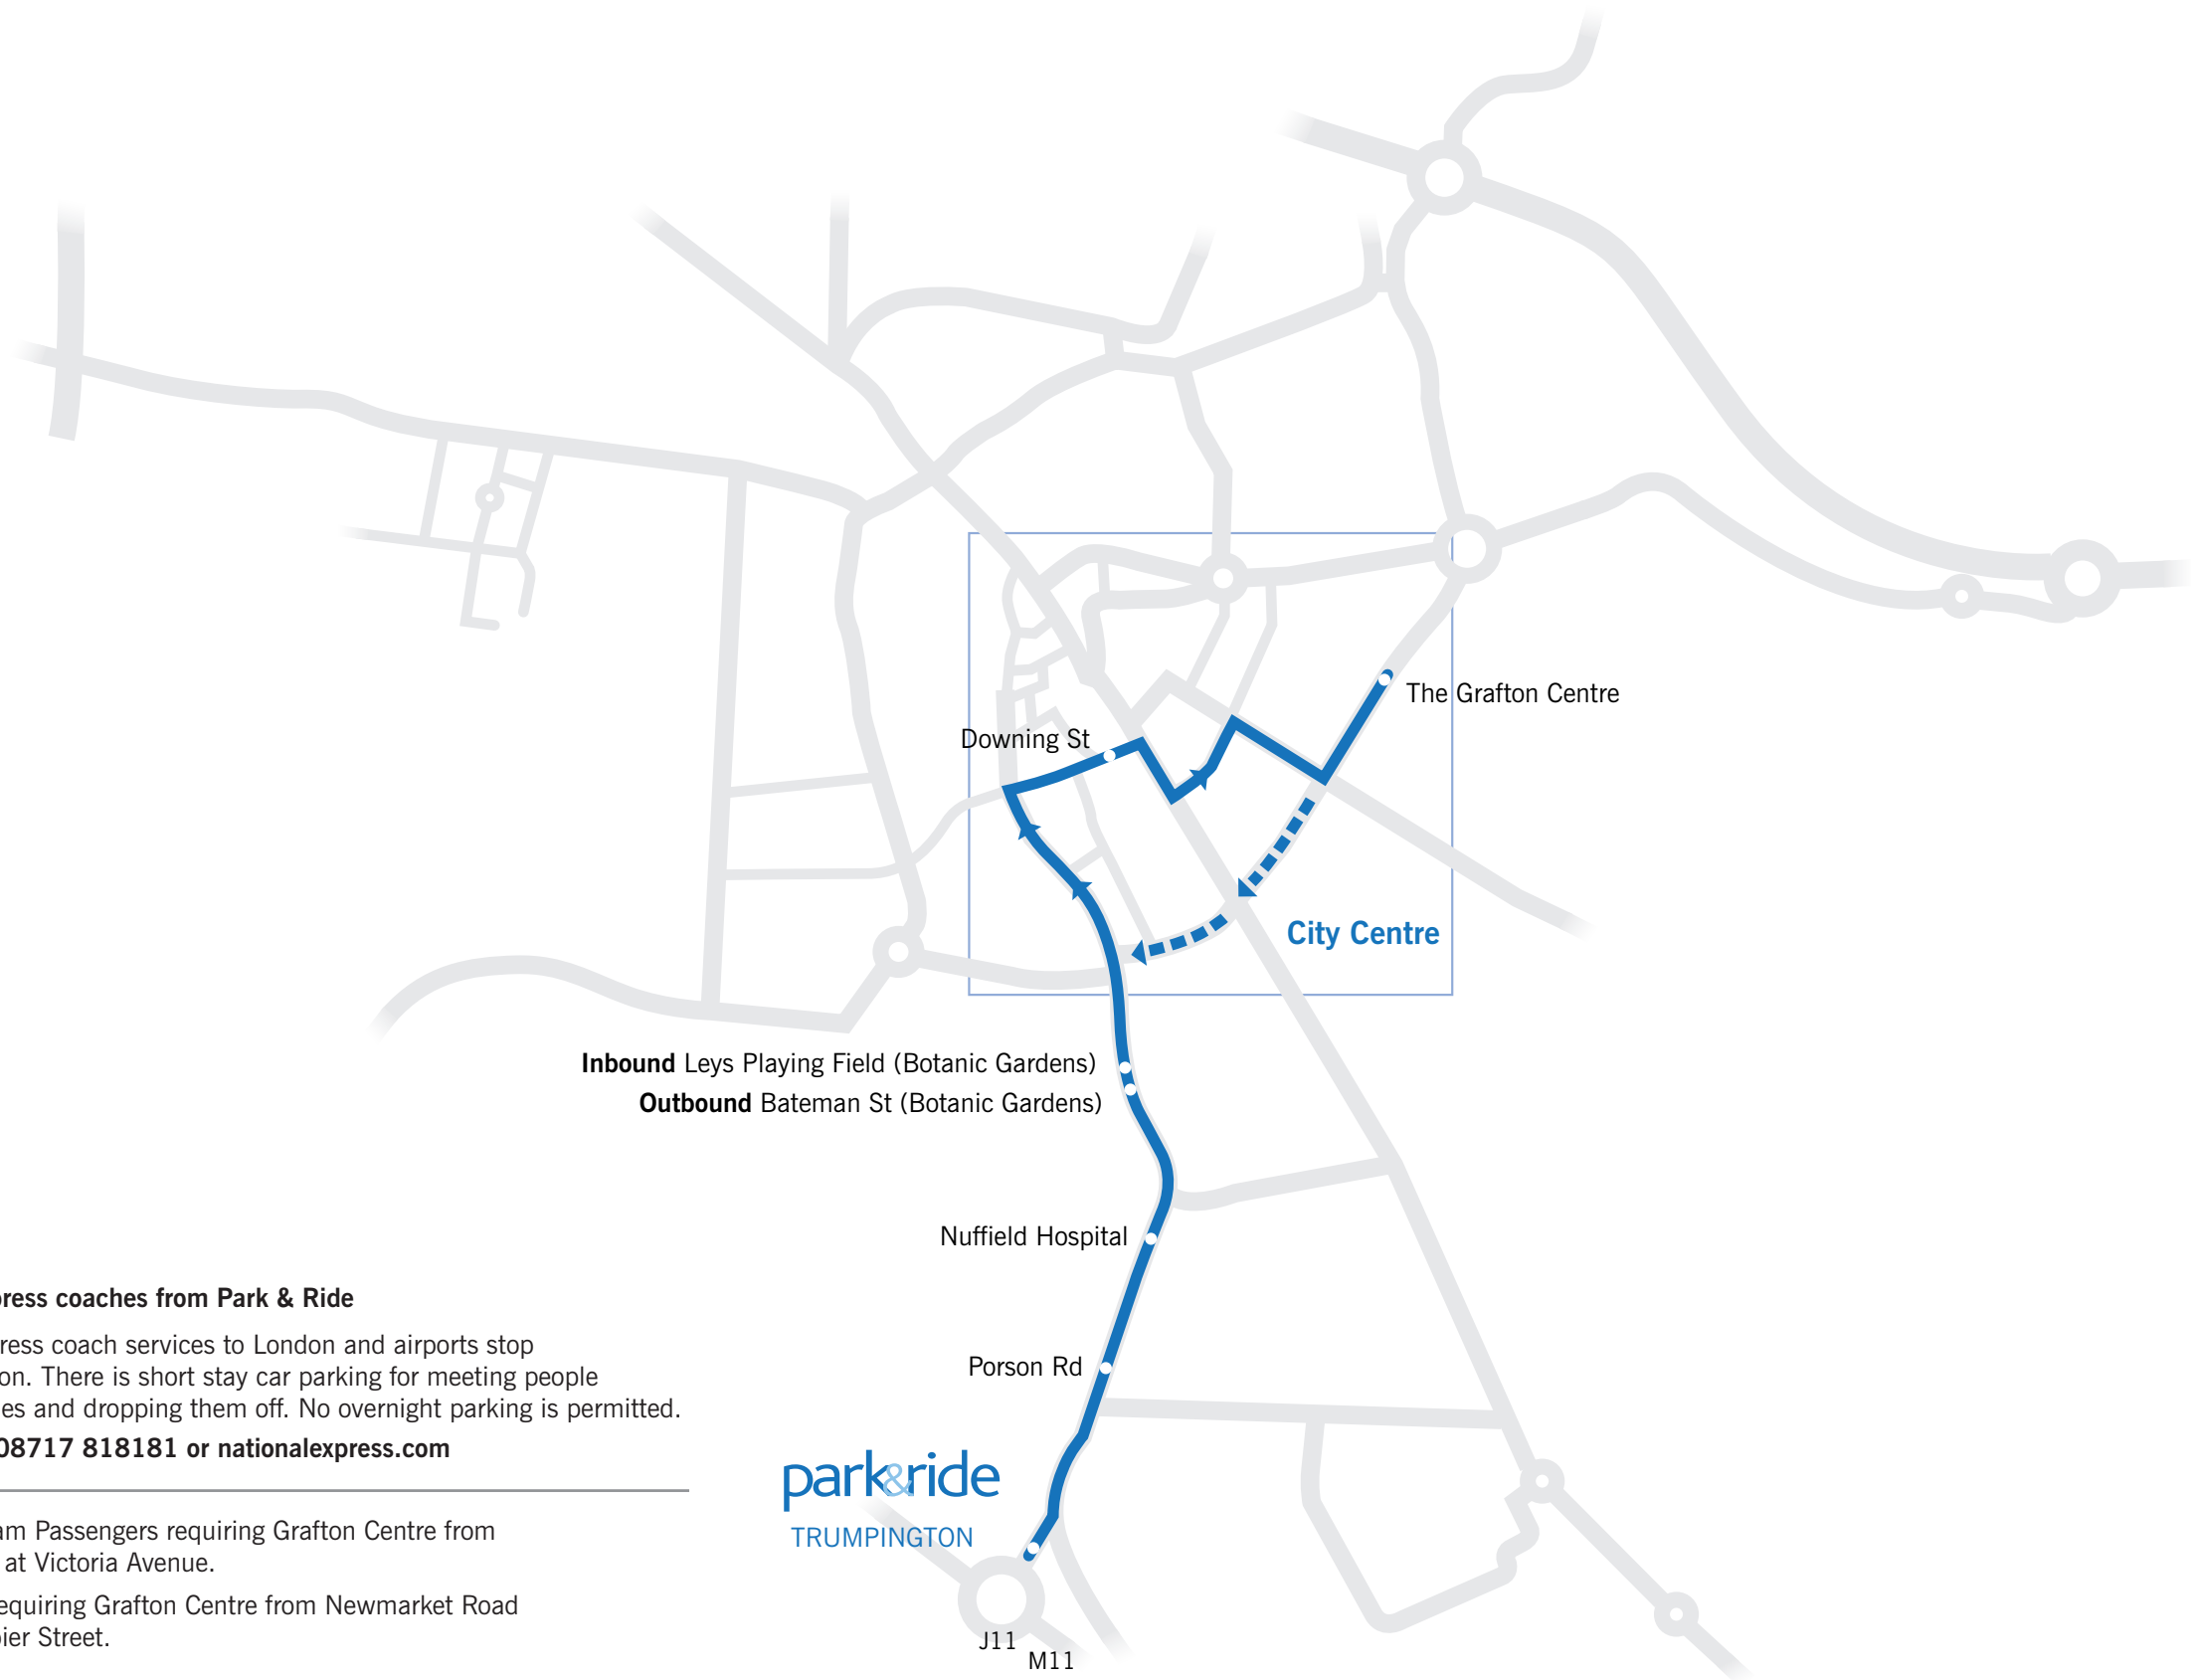 The Grafton Centre
Downing St
City Centre
Inbound Leys Playing Field (Botanic Gardens)
Outbound Bateman St (Botanic Gardens)
Nuffield Hospital
Porson Rd
park&ride
TRUMPINGTON
J11
M11
press coaches from Park & Ride
ress coach services to London and airports stop
on. There is short stay car parking for meeting people
es and dropping them off. No overnight parking is permitted.
08717 818181 or nationalexpress.com
am Passengers requiring Grafton Centre from
at Victoria Avenue.
equiring Grafton Centre from Newmarket Road
pier Street.